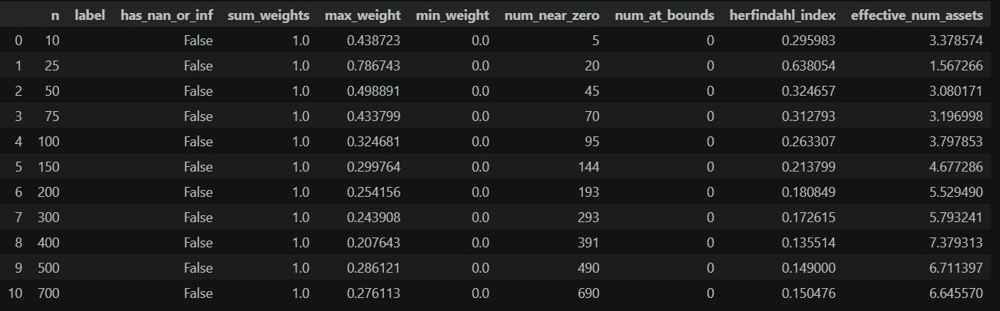 n label has_nan_or_inf sum_weights max_weight min_weight num_near_zero num_at_bounds herfindahl_index effective_num_assets
0 10 False 1.0 0.438723 0.0 5 0 0.295983 3.378574
1 25 False 1.0 0.786743 0.0 20 0 0.638054 1.567266
2 50 False 1.0 0.498891 0.0 45 0 0.324657 3.080171
3 75 False 1.0 0.433799 0.0 70 0 0.312793 3.196998
4 100 False 1.0 0.324681 0.0 95 0 0.263307 3.797853
5 150 False 1.0 0.299764 0.0 144 0 0.213799 4.677286
6 200 False 1.0 0.254156 0.0 193 0 0.180849 5.529490
7 300 False 1.0 0.243908 0.0 293 0 0.172615 5.793241
8 400 False 1.0 0.207643 0.0 391 0 0.135514 7.379313
9 500 False 1.0 0.286121 0.0 490 0 0.149000 6.711397
10 700 False 1.0 0.276113 0.0 690 0 0.150476 6.645570